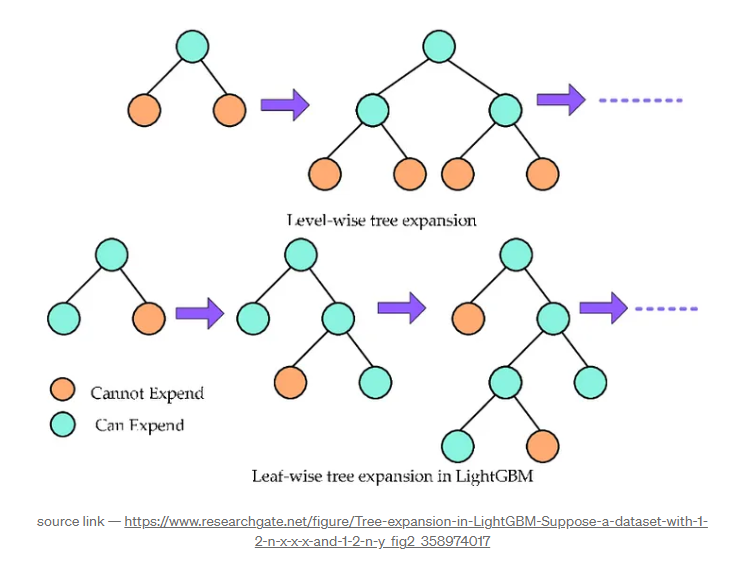 Level-wise tree expansion
Cannot Expend
Can Expend
Leaf-wise tree expansion in LightGBM
source link — https://www.researchgate.net/figure/Tree-expansion-in-LightGBM-Suppose-a-dataset-with-1-
2-n-x-x-x-and-1-2-n-y_fig2_358974017